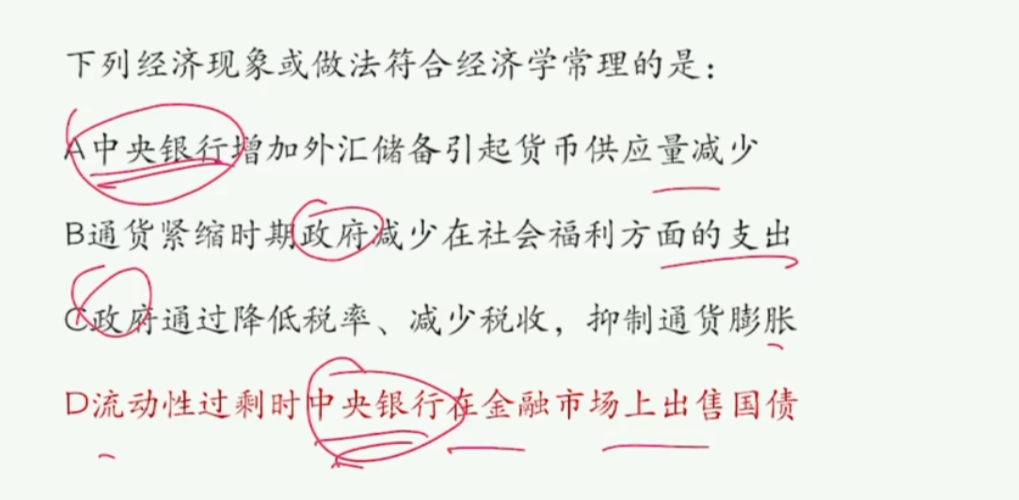 下列经济现象或做法符合经济学常理的是：
A中央银行增加外汇储备引起货币供应量减少
B通货紧缩时期政府减少在社会福利方面的支出
C政府通过降低税率、减少税收，抑制通货膨胀
D流动性过剩时中央银行在金融市场上出售国债